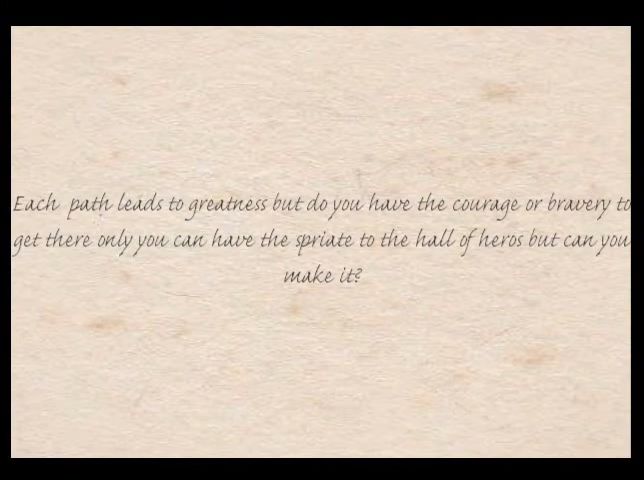 Each path leads to greatness but do you have the courage or bravery to
get there only you can have the spriate to the hall of heros but can you
make it?